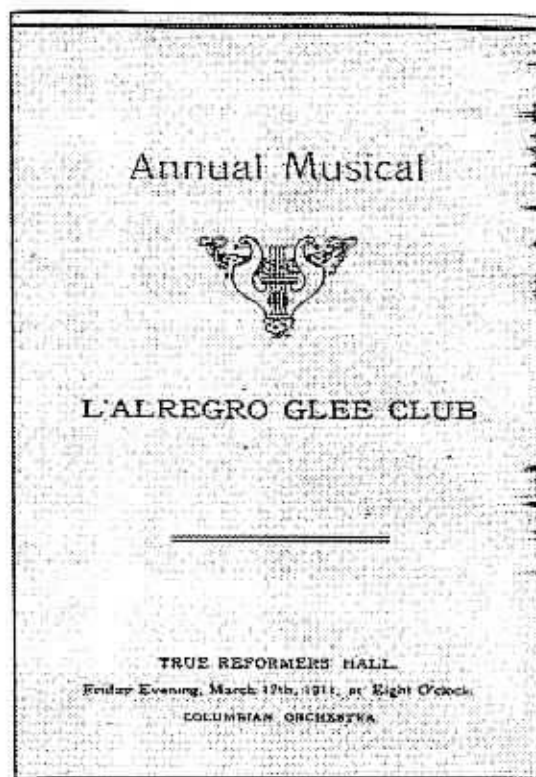 Annual Musical
L'ALREGRO GLEE CLUB
TRUE REFORMERS' HALL.
Friday Evening, March 17th, 1911, at Eight O'clock.
COLUMBIAN ORCHESTRA